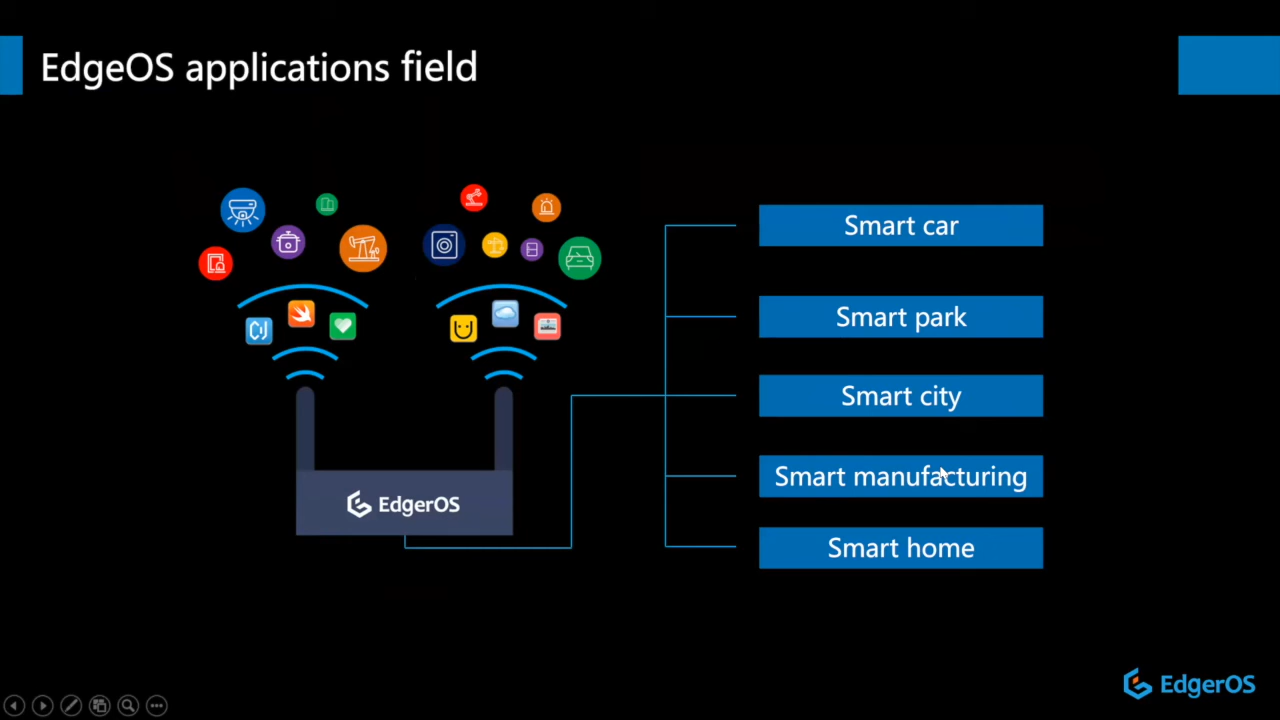 EdgeOS applications field
Smart car
Smart park
Smart city
Smart manufacturing
Smart home
EdgerOS
EdgerOS